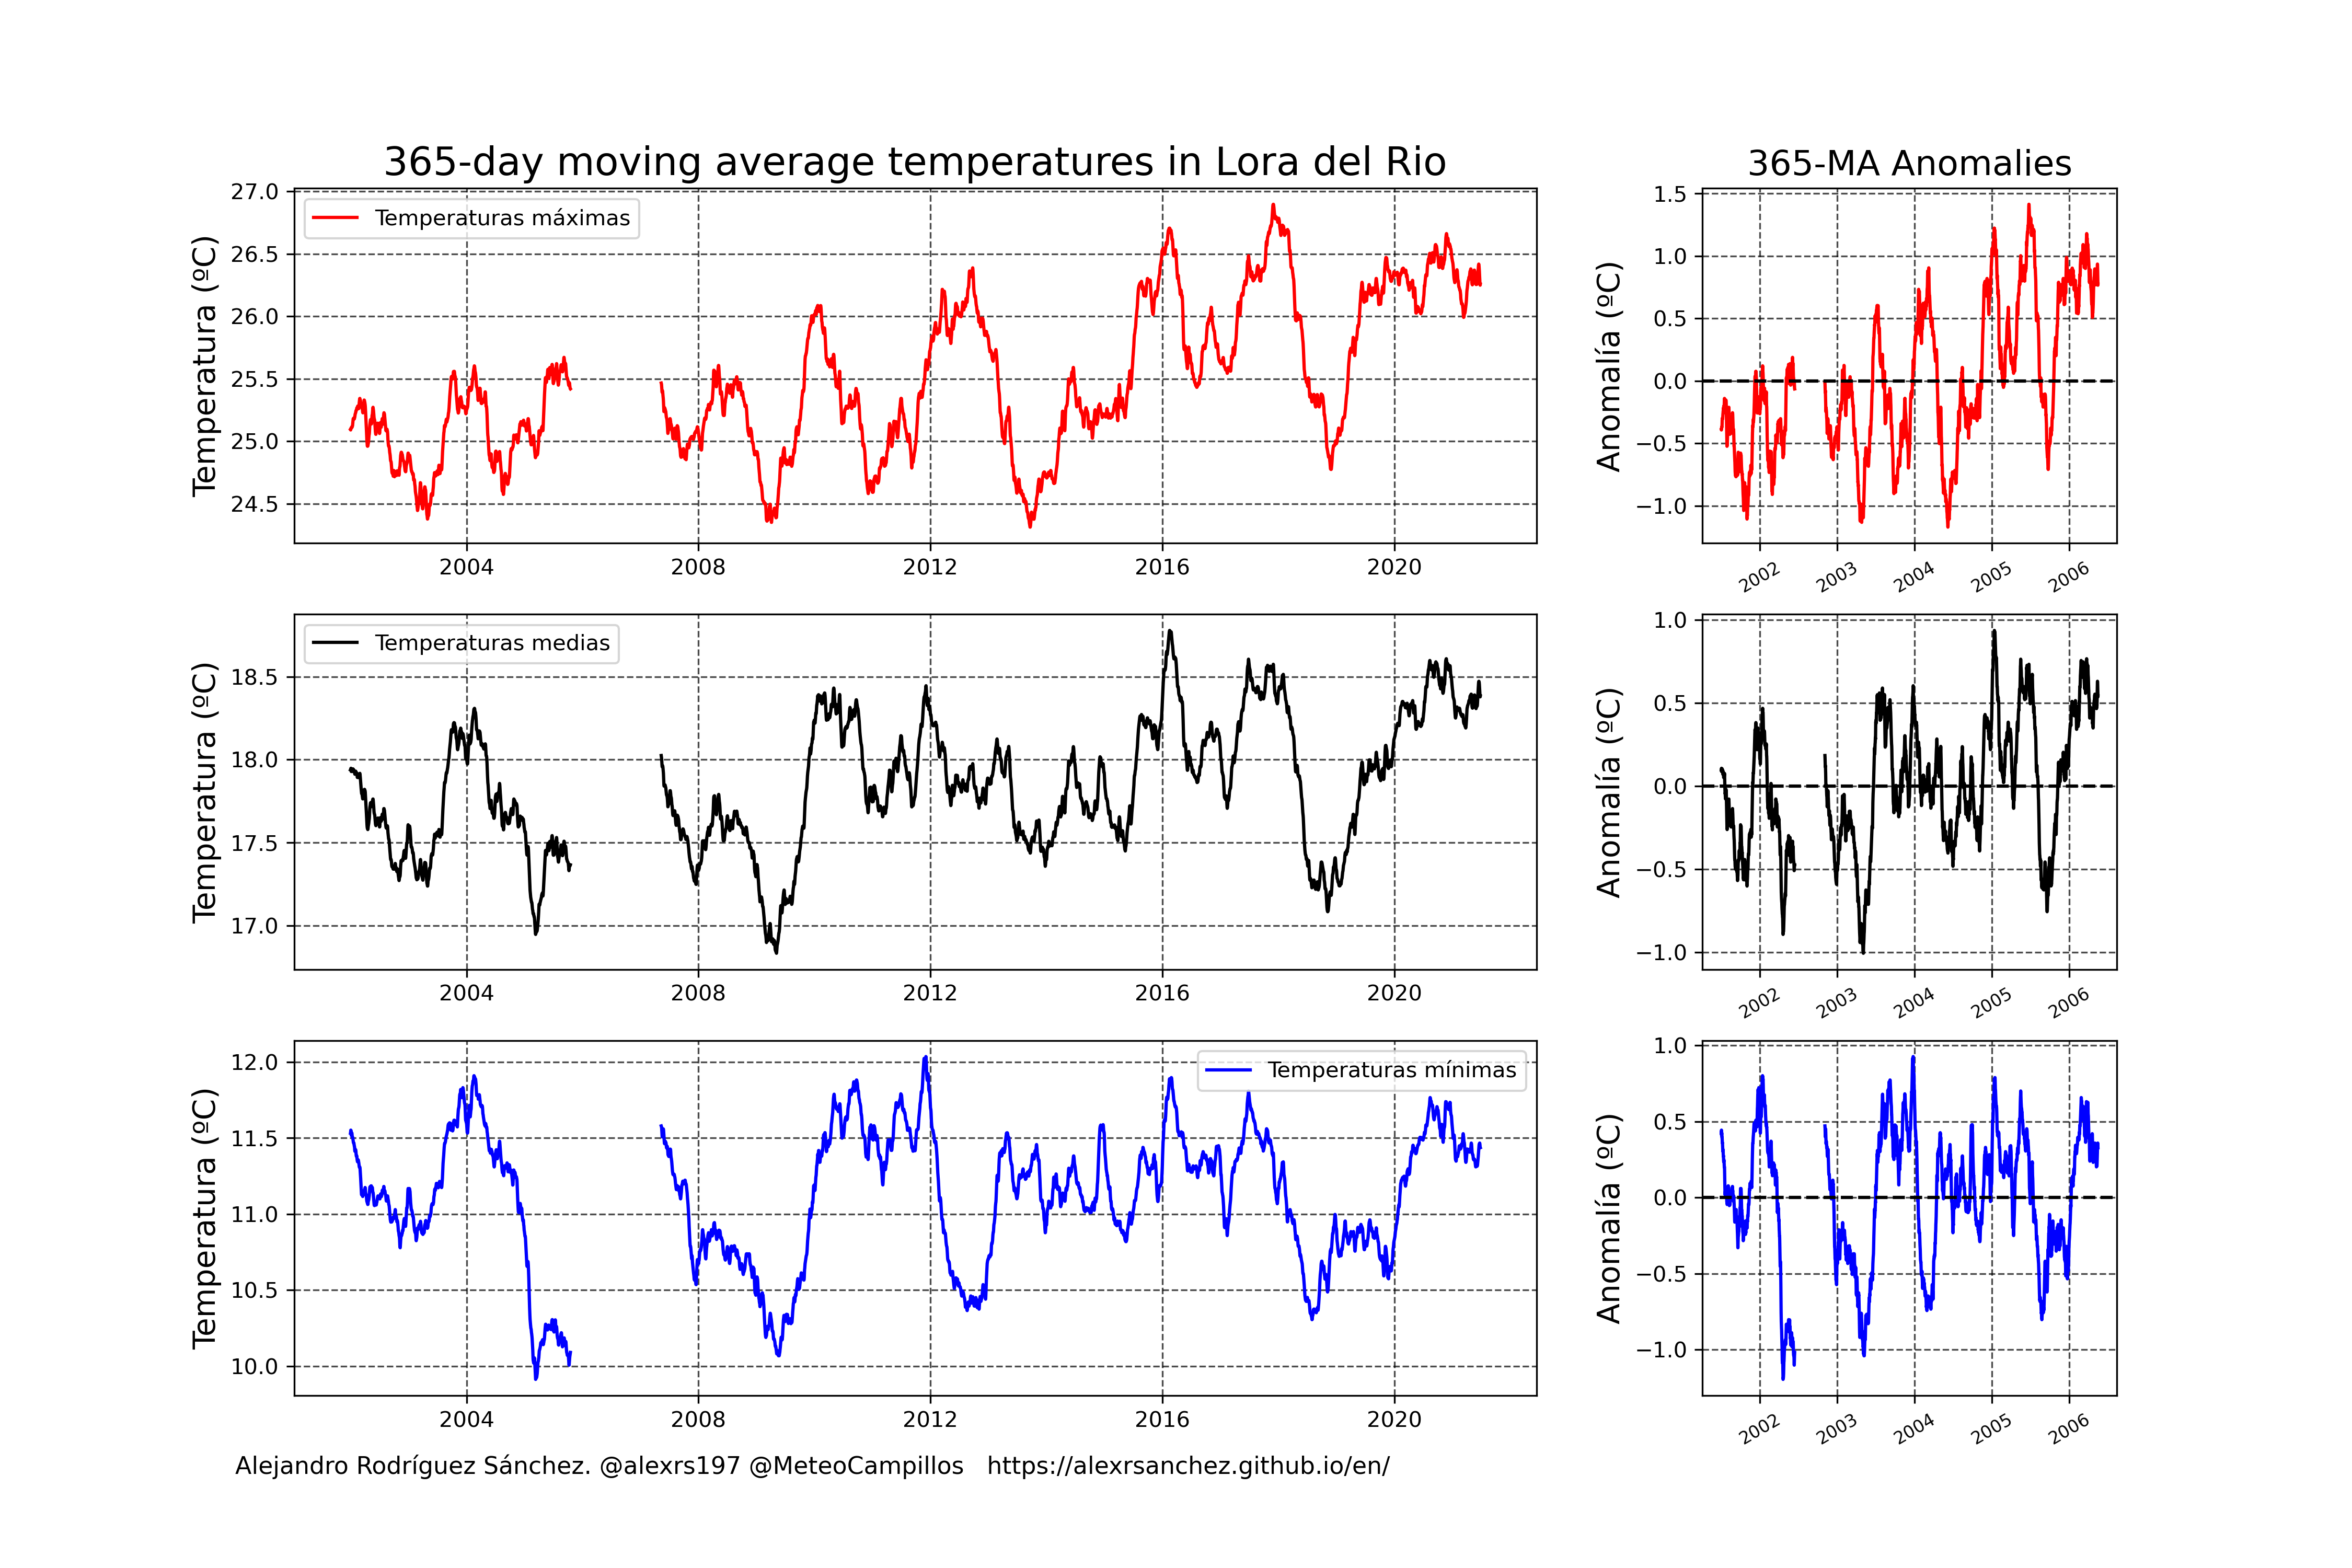 365-day moving average temperatures in Lora del Rio
Temperatura (ºC)
27.0
26.5
26.0
25.5
25.0
24.5
Temperaturas máximas
2004 2008 2012 2016 2020
365-MA Anomalies
Anomalía (ºC)
1.5
1.0
0.5
0.0
−0.5
−1.0
2002 2003 2004 2005 2006
Temperatura (ºC)
18.5
18.0
17.5
17.0
Temperaturas medias
2004 2008 2012 2016 2020
Anomalía (ºC)
1.0
0.5
0.0
−0.5
−1.0
2002 2003 2004 2005 2006
Temperatura (ºC)
12.0
11.5
11.0
10.5
10.0
Temperaturas mínimas
2004 2008 2012 2016 2020
Anomalía (ºC)
1.0
0.5
0.0
−0.5
−1.0
2002 2003 2004 2005 2006
Alejandro Rodríguez Sánchez. @alexrs197 @MeteoCampillos https://alexrsanchez.github.io/en/